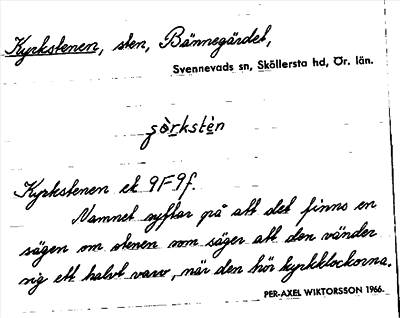 Kyrkstenen, sten, Bännegärdet,
Svennevads sn, Sköllersta hd, Ör. län.
Kyrkstenen ek 9F 9f.
Namnet syftar på att det finns en
sägen om stenen som säger att den vänder
sig ett halvt varv, när den hör kyrkklockorna.
PER-AXEL WIKTORSSON 1966.